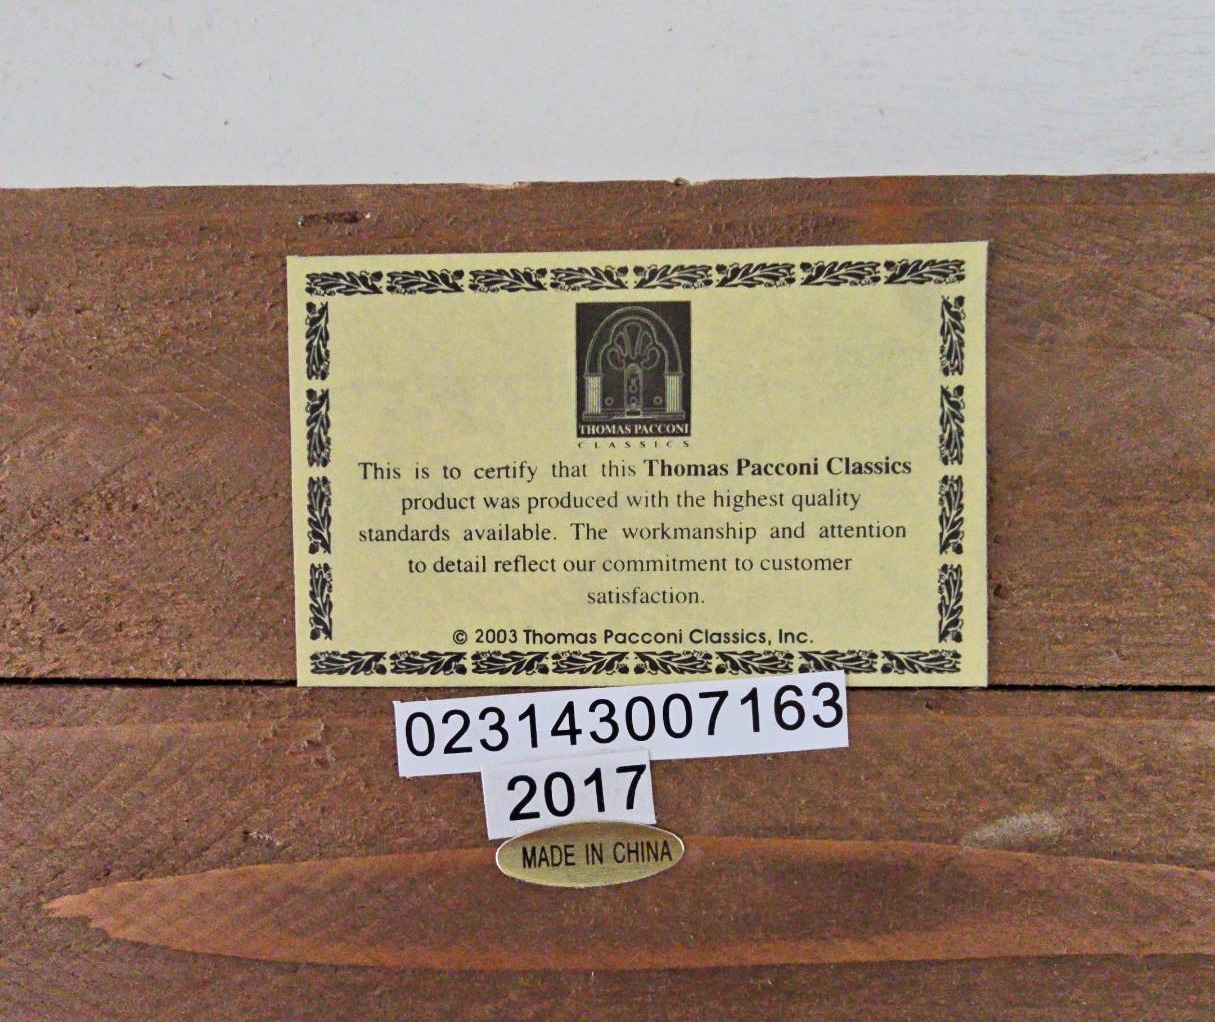 THOMAS PACCONI
CLASSICS
This is to certify that this Thomas Pacconi Classics
product was produced with the highest quality
standards available. The workmanship and attention
to detail reflect our commitment to customer
satisfaction.
© 2003 Thomas Pacconi Classics, Inc.
023143007163
2017
MADE IN CHINA